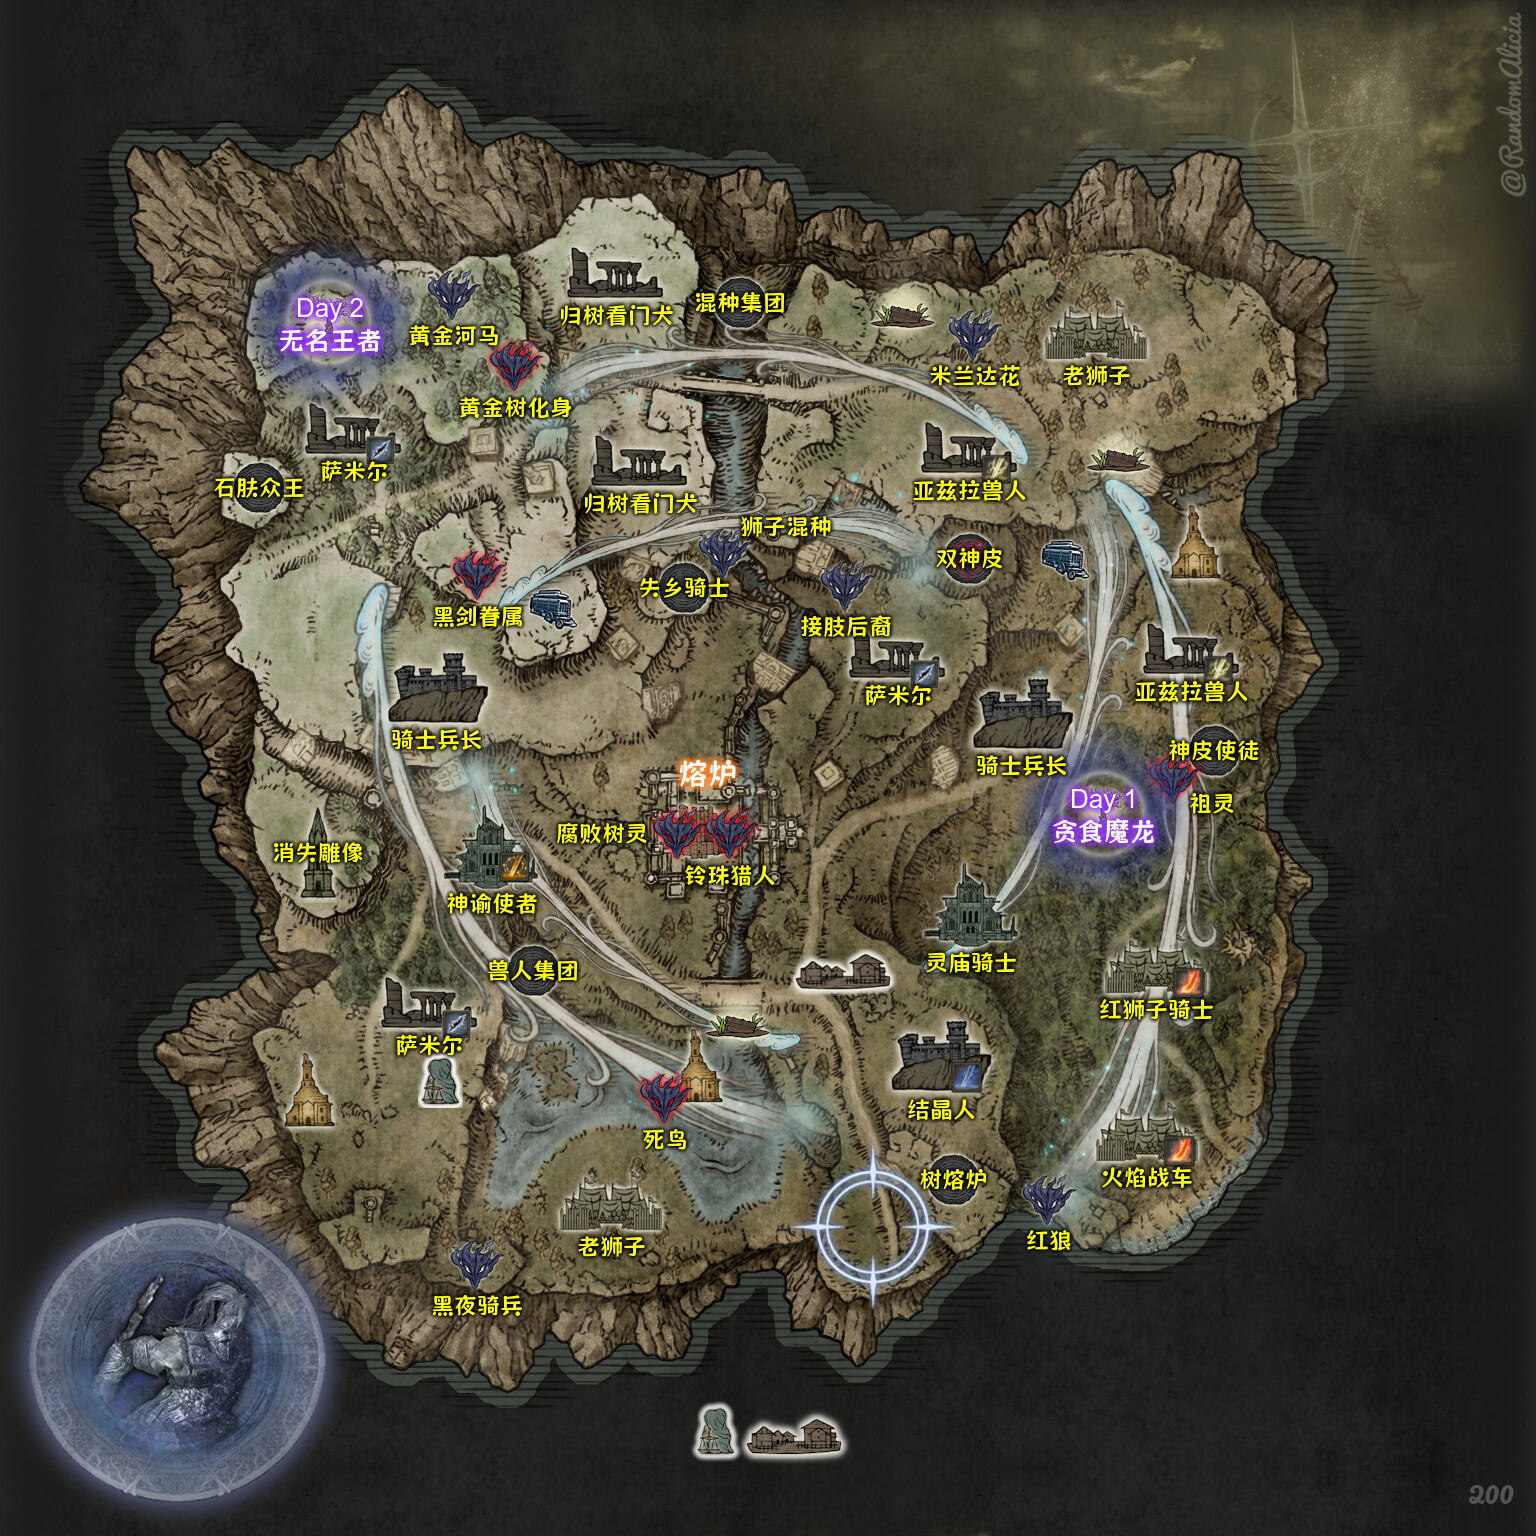 @RandomAlicia
Day 2
无名王者
黄金河马
归树看门犬
混种集团
黄金树化身
米兰达花
老狮子
萨米尔
石肤众王
归树看门犬
亚兹拉兽人
狮子混种
双神皮
失乡骑士
黑剑眷属
接肢后裔
萨米尔
亚兹拉兽人
骑士兵长
骑士兵长
神皮使徒
熔炉
Day 1
贪食魔龙
祖灵
腐败树灵
铃珠猎人
消失雕像
神谕使者
兽人集团
灵庙骑士
红狮子骑士
萨米尔
结晶人
死鸟
树熔炉
火焰战车
老狮子
红狼
黑夜骑兵
200